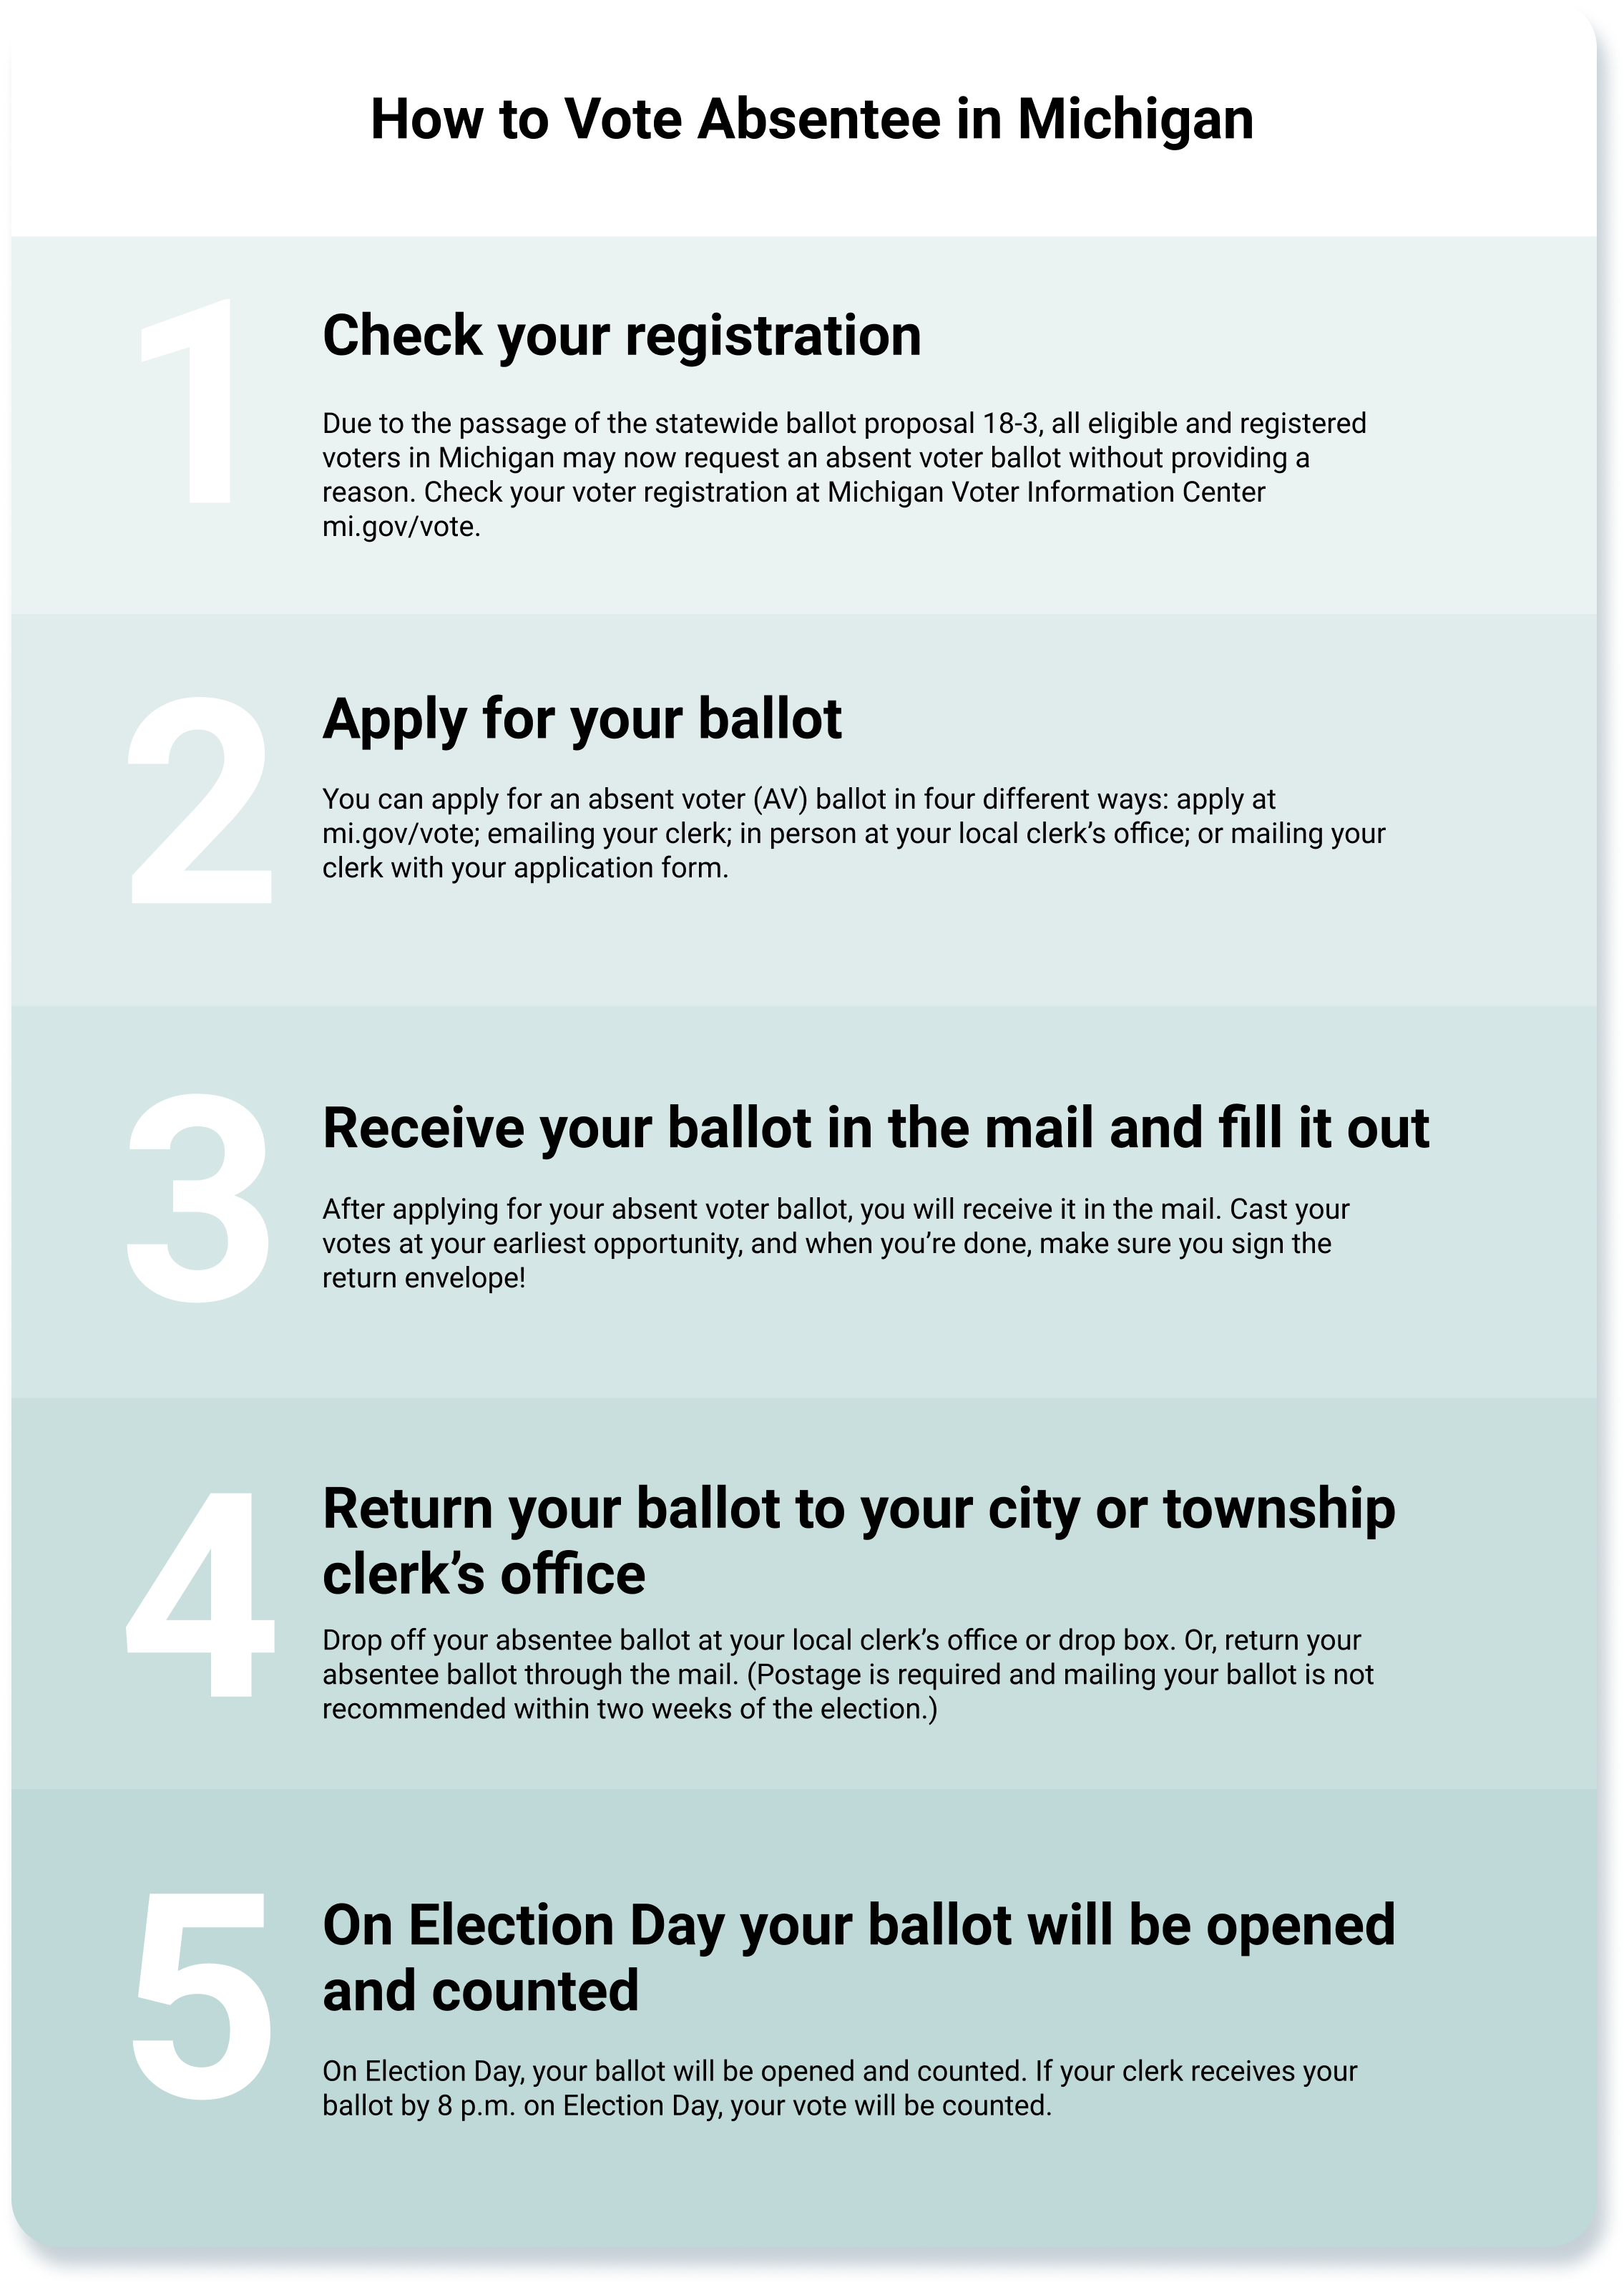 How to Vote Absentee in Michigan
1
Check your registration
Due to the passage of the statewide ballot proposal 18-3, all eligible and registered
voters in Michigan may now request an absent voter ballot without providing a
reason. Check your voter registration at Michigan Voter Information Center
mi.gov/vote.
2
Apply for your ballot
You can apply for an absent voter (AV) ballot in four different ways: apply at
mi.gov/vote; emailing your clerk; in person at your local clerk’s office; or mailing your
clerk with your application form.
3
Receive your ballot in the mail and fill it out
After applying for your absent voter ballot, you will receive it in the mail. Cast your
votes at your earliest opportunity, and when you’re done, make sure you sign the
return envelope!
4
Return your ballot to your city or township
clerk’s office
Drop off your absentee ballot at your local clerk’s office or drop box. Or, return your
absentee ballot through the mail. (Postage is required and mailing your ballot is not
recommended within two weeks of the election.)
5
On Election Day your ballot will be opened
and counted
On Election Day, your ballot will be opened and counted. If your clerk receives your
ballot by 8 p.m. on Election Day, your vote will be counted.